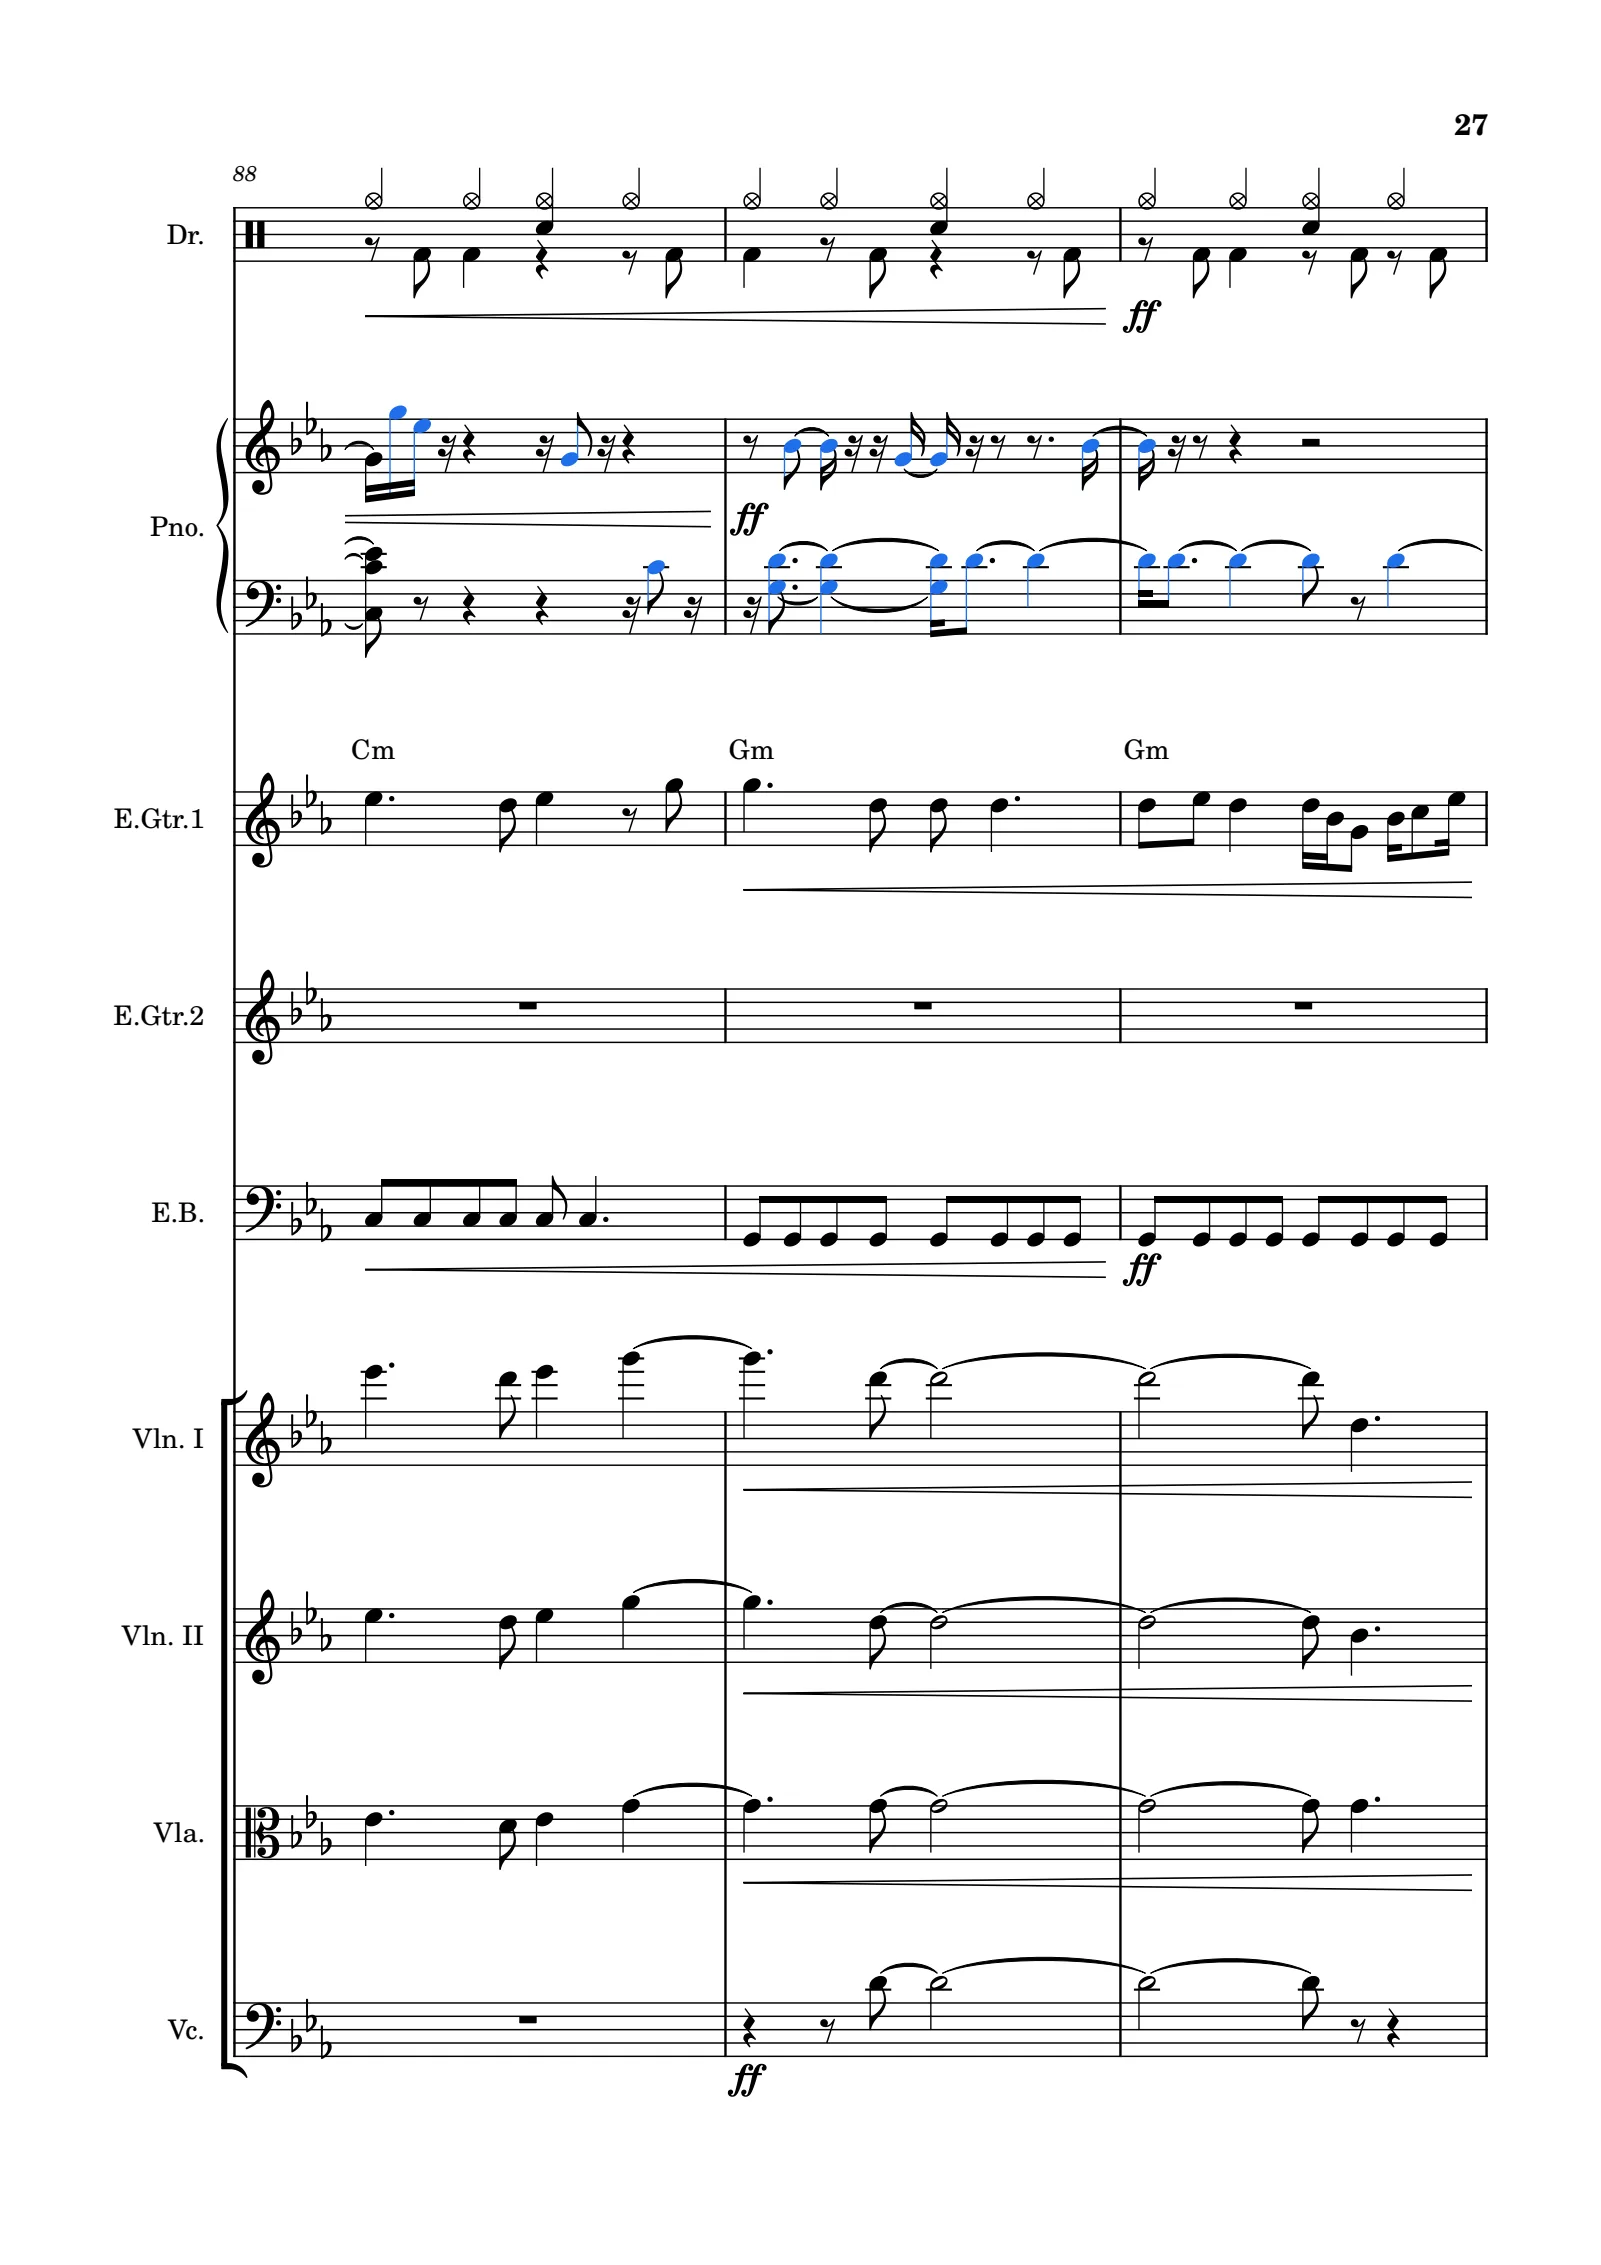 27
88
Dr.
ff
Pno.
ff
Cm Gm Gm
E.Gtr.1
E.Gtr.2
E.B.
ff
Vln. I
Vln. II
Vla.
Vc.
ff